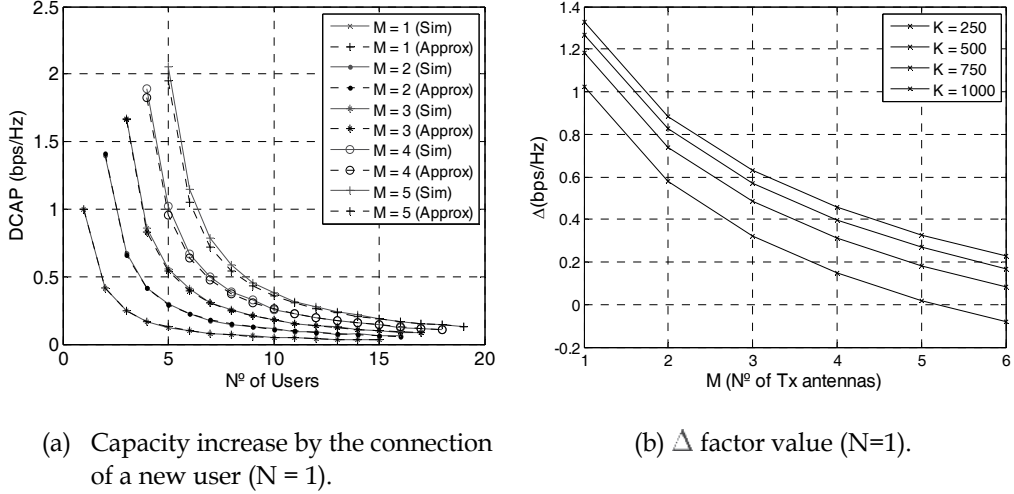 2.5
2
1.5
1
0.5
0
0
5
10
15
20
DCAP (bps/Hz)
Nº of Users
M = 1 (Sim)
M = 1 (Approx)
M = 2 (Sim)
M = 2 (Approx)
M = 3 (Sim)
M = 3 (Approx)
M = 4 (Sim)
M = 4 (Approx)
M = 5 (Sim)
M = 5 (Approx)
1.4
1.2
1
0.8
0.6
0.4
0.2
0
-0.2
1
2
3
4
5
6
Δ(bps/Hz)
M (Nº of Tx antennas)
K = 250
K = 500
K = 750
K = 1000
(a) Capacity increase by the connection
of a new user (N = 1).
(b) Δ factor value (N=1).